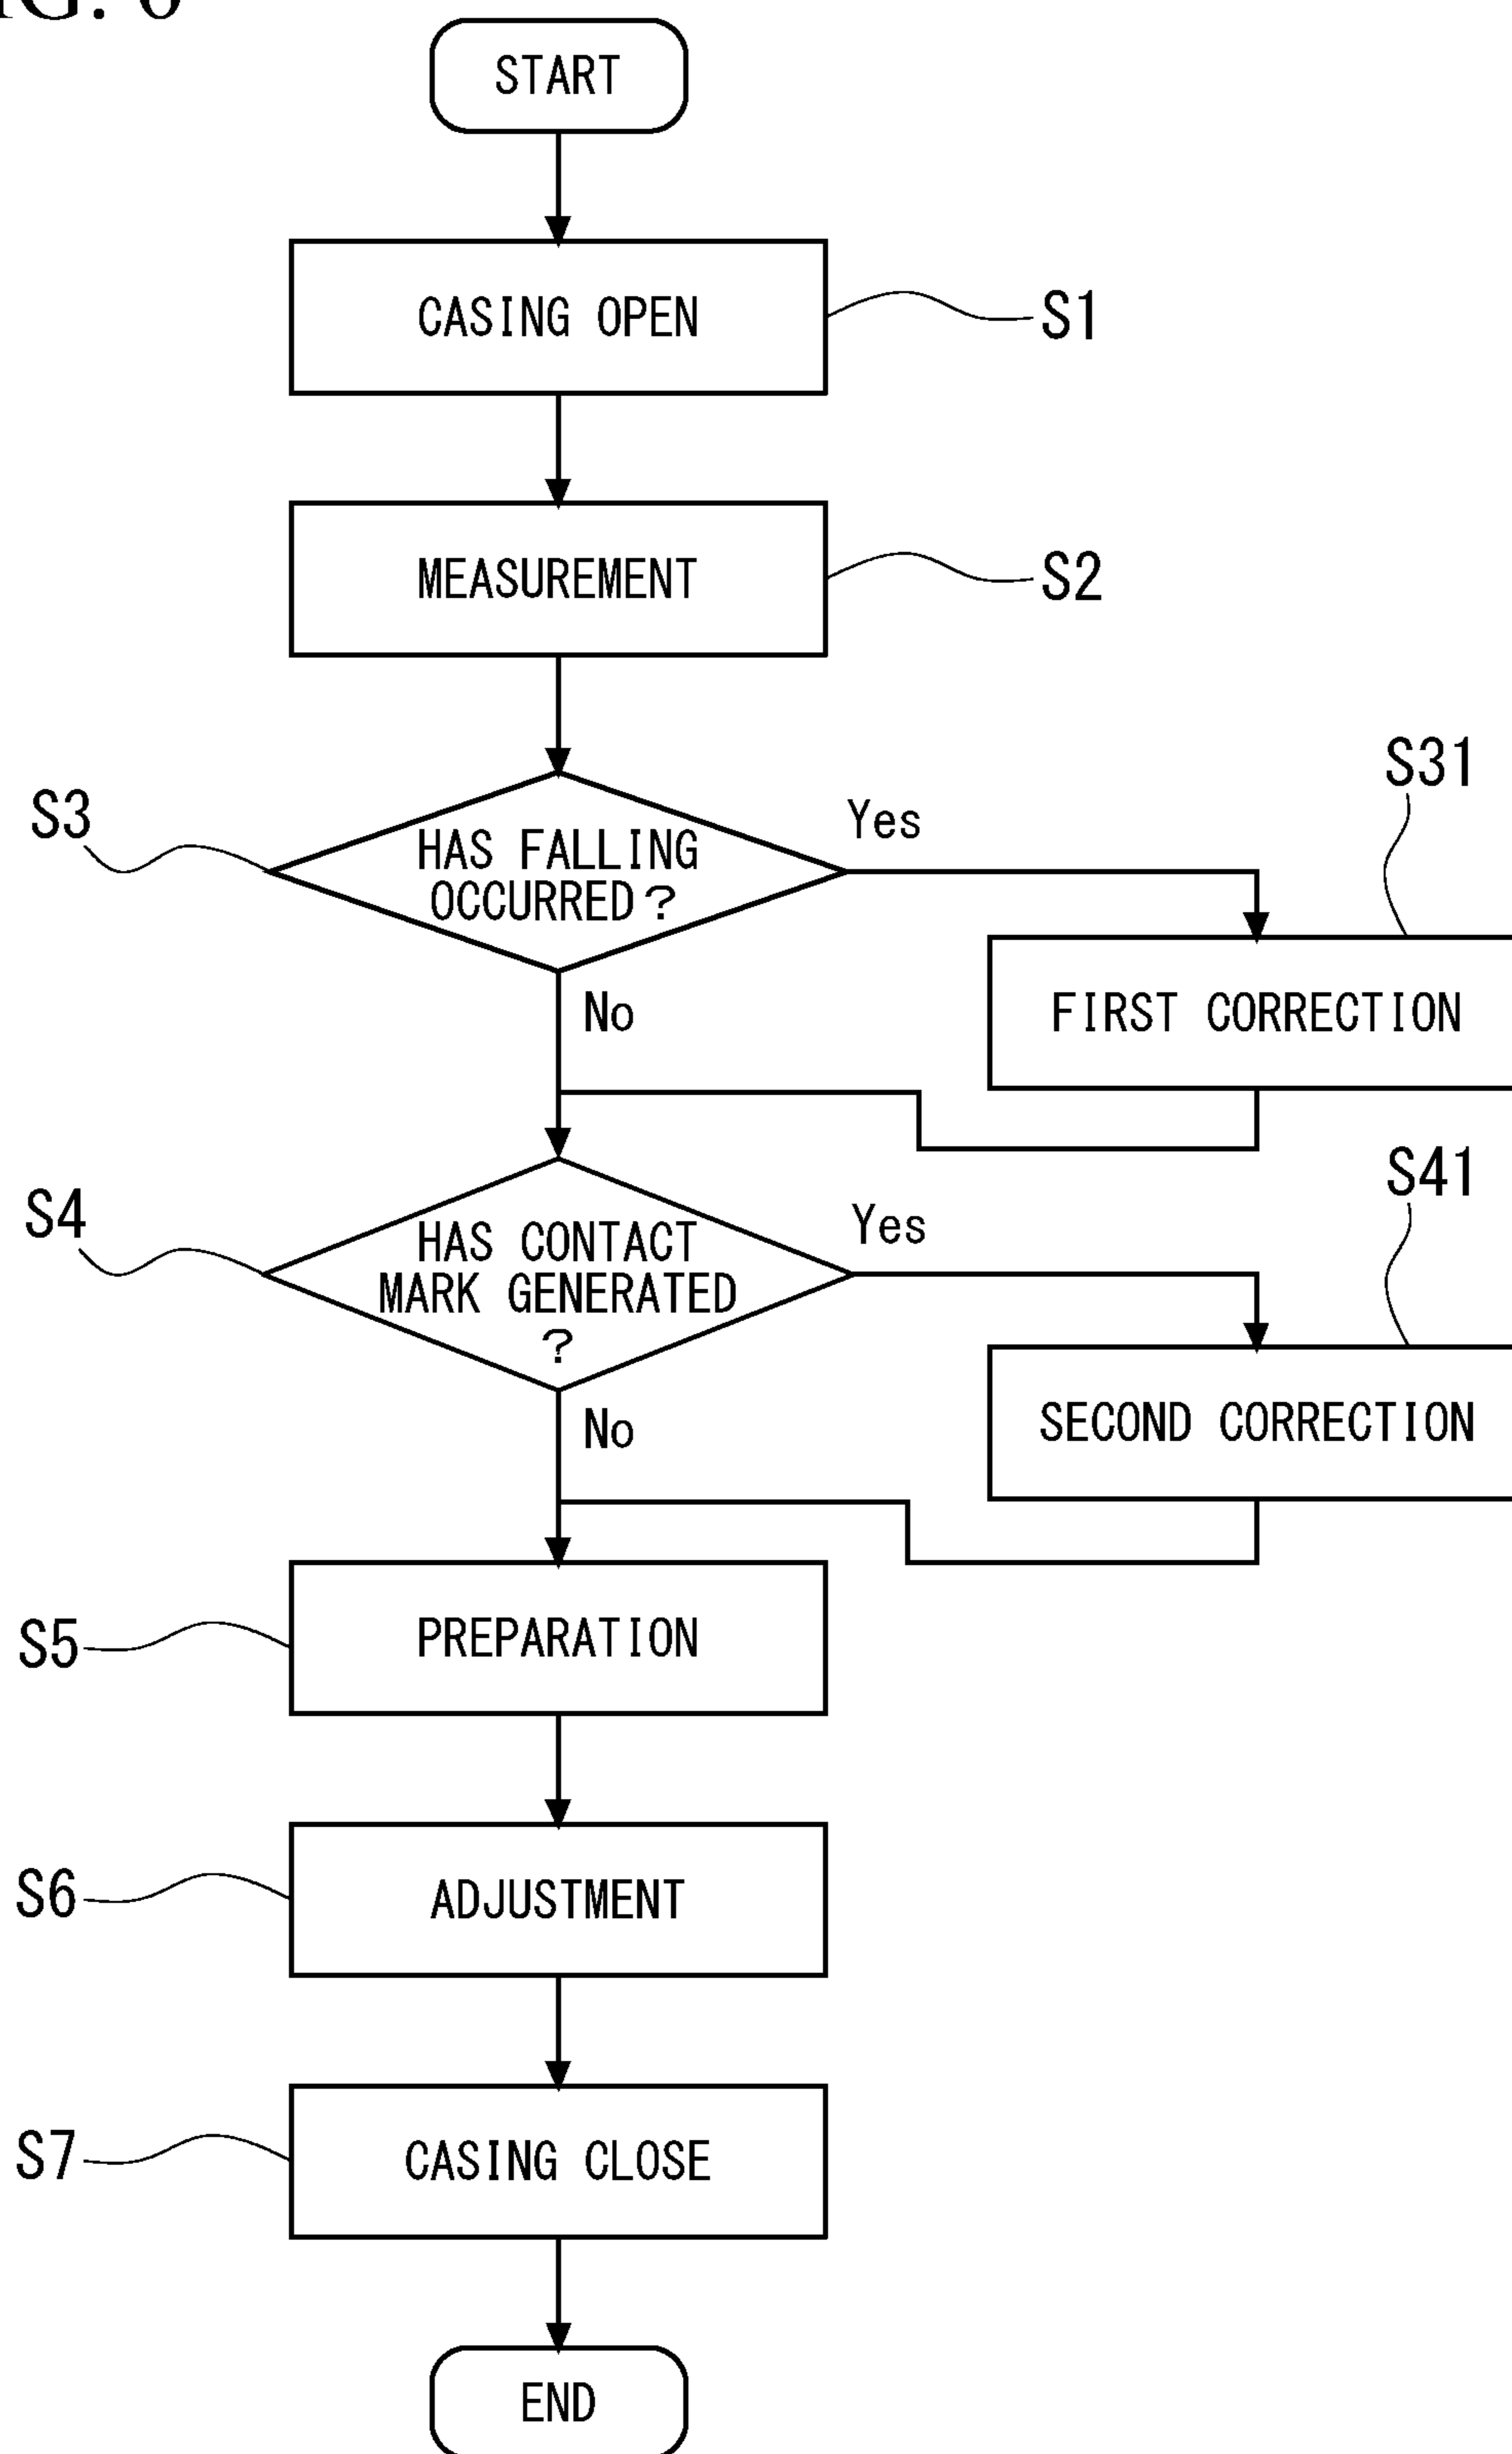 START
CASING OPEN
S1
MEASUREMENT
S2
S31
S3
HAS FALLING
OCCURRED?
Yes
FIRST CORRECTION
No
S41
S4
HAS CONTACT
MARK GENERATED
?
Yes
SECOND CORRECTION
No
S5
PREPARATION
S6
ADJUSTMENT
S7
CASING CLOSE
END